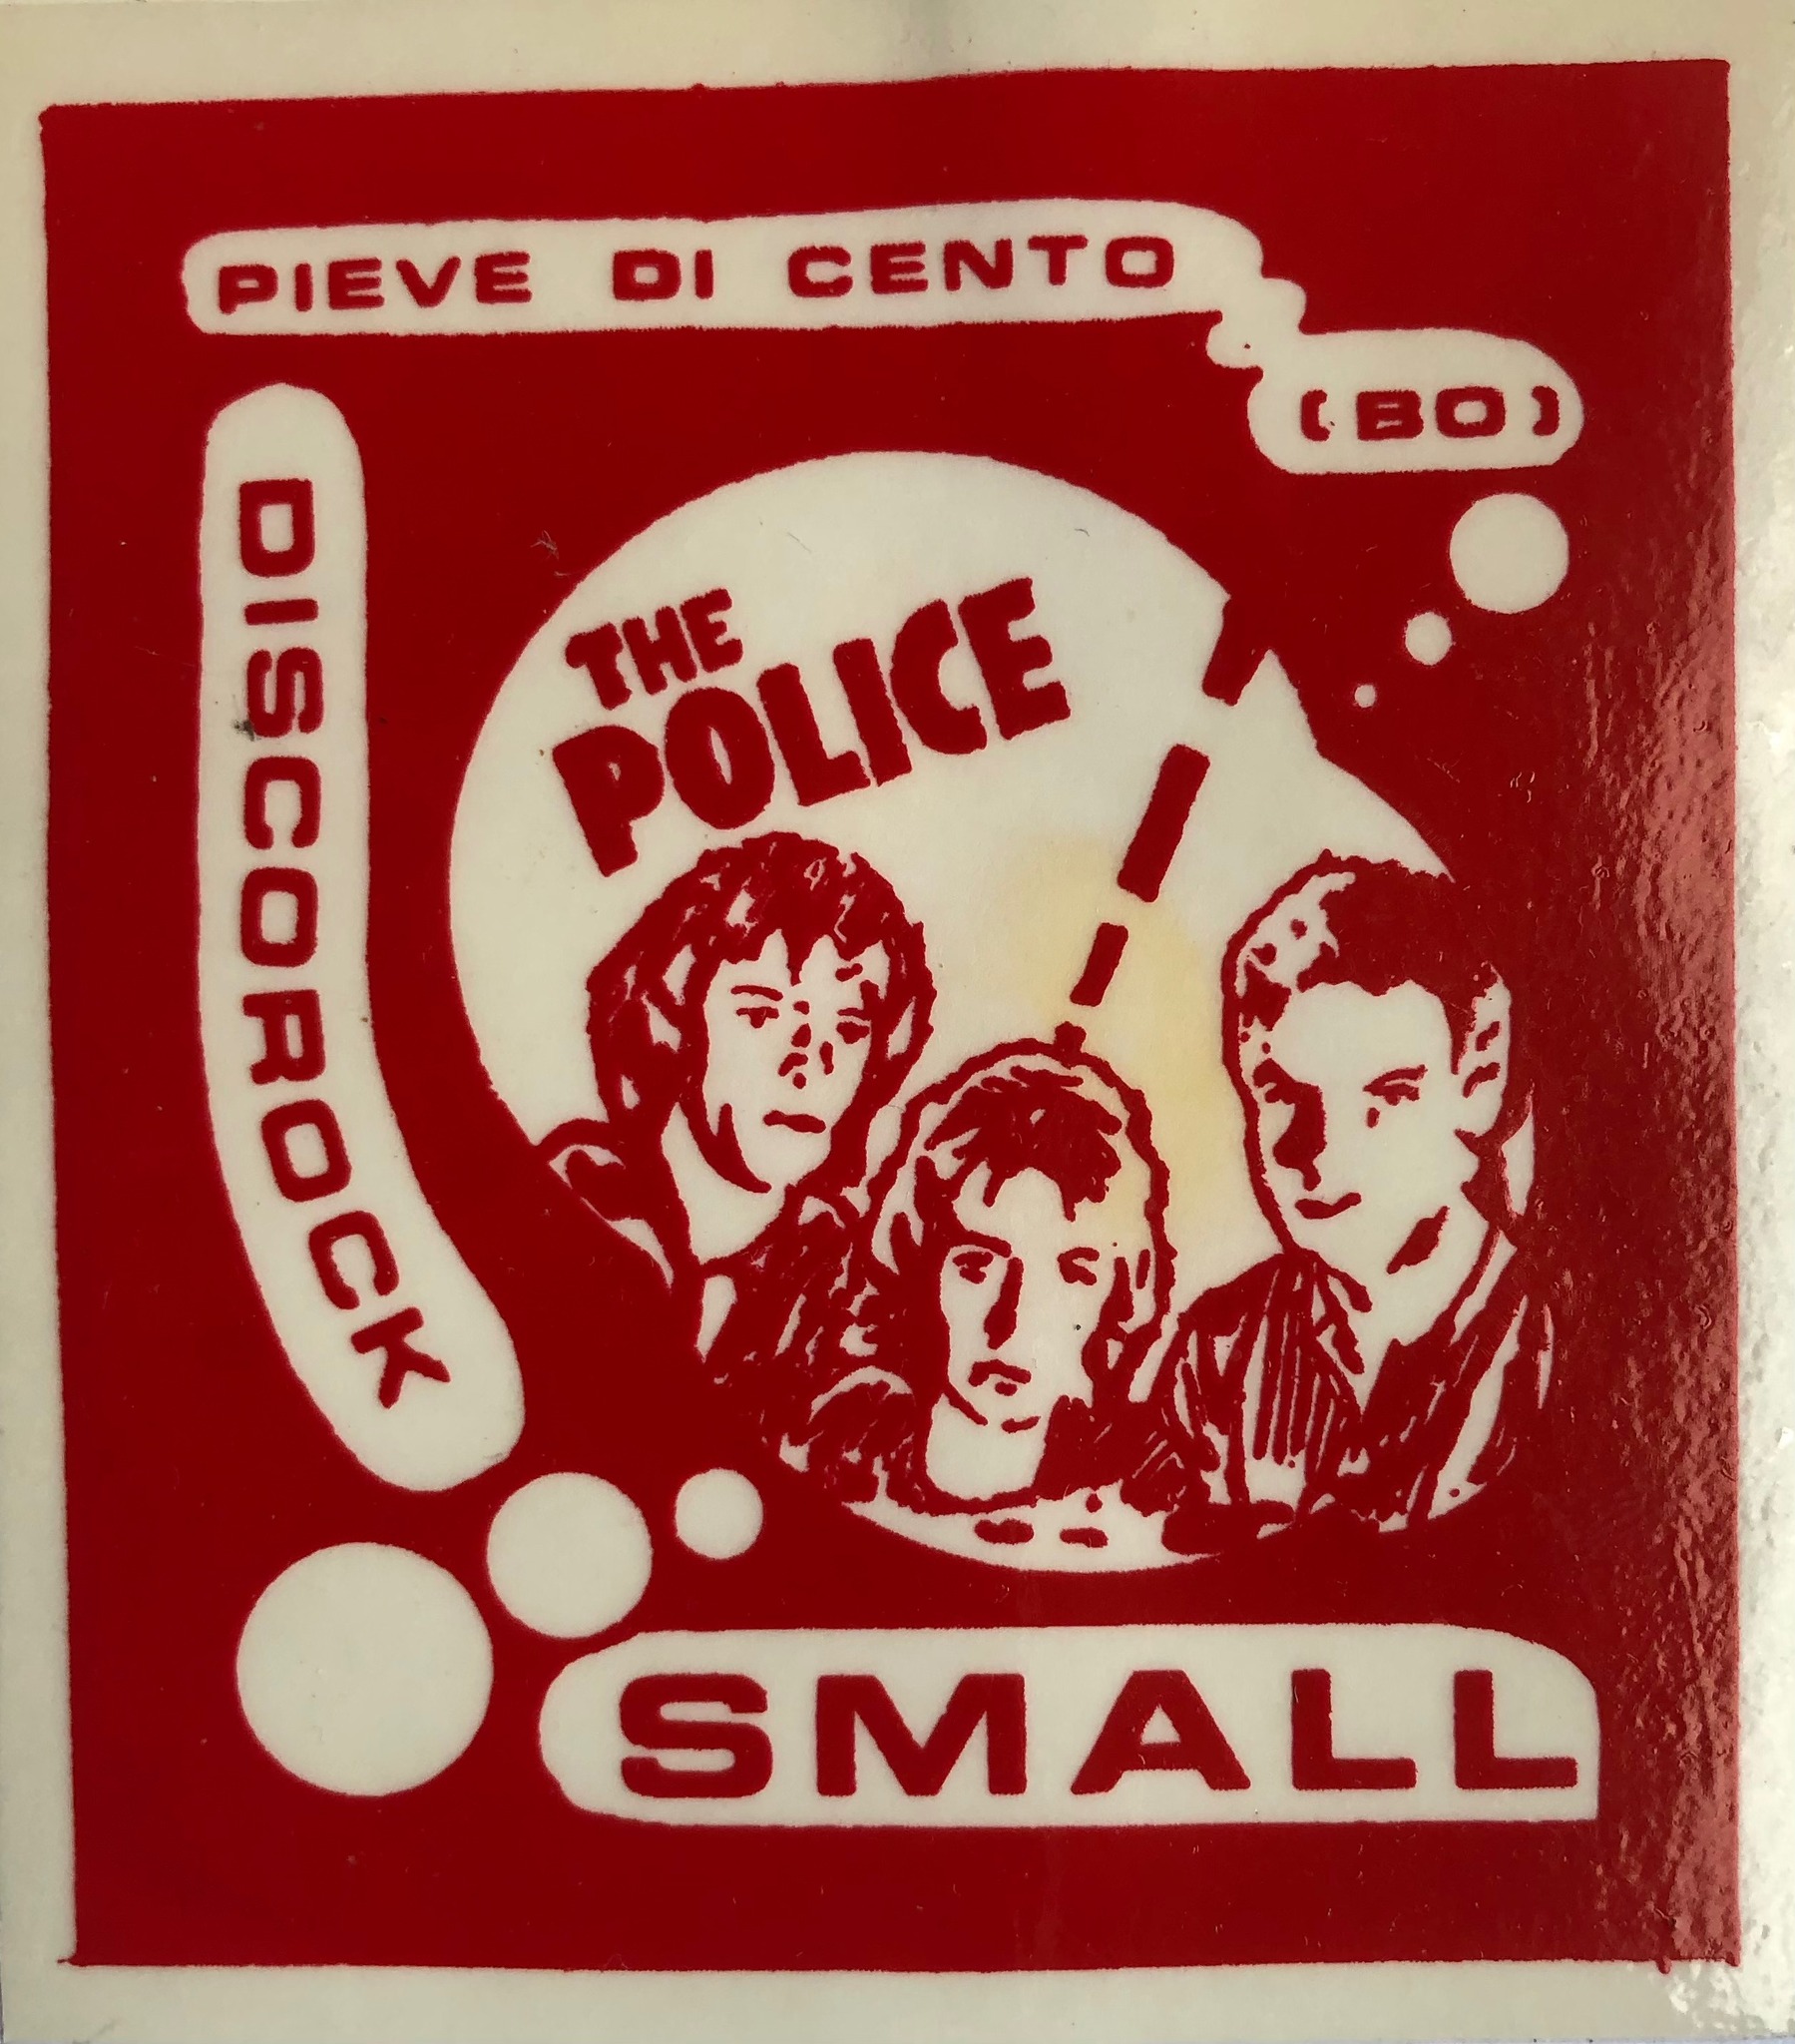 PIEVE DI CENTO
(BO)
DISCOROCK
THE
POLICE
SMALL